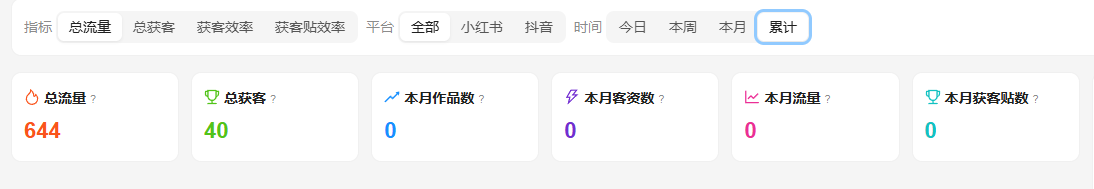 指标 总流量 总获客 获客效率 获客贴效率 平台 全部 小红书 抖音 时间 今日 本周 本月 累计
总流量 ? 总获客 ? 本月作品数 ? 本月客资数 ? 本月流量 ? 本月获客贴数 ?
644 40 0 0 0 0